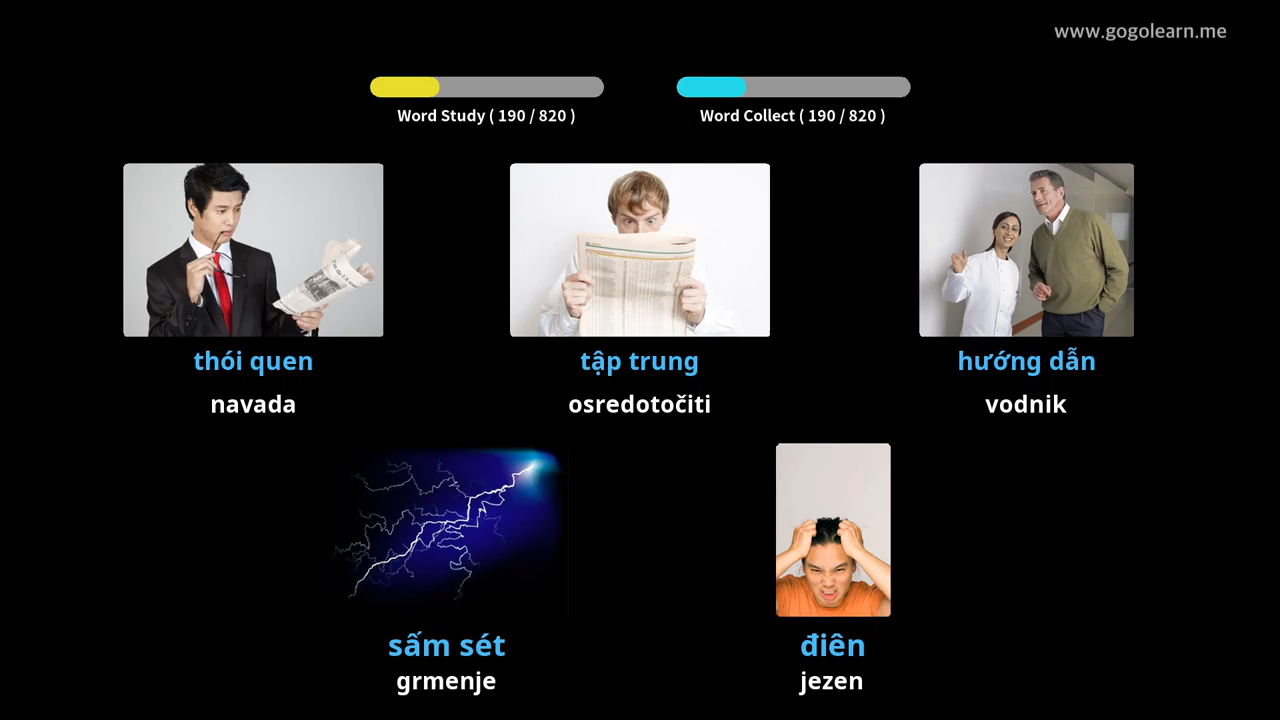 www.gogolearn.me
Word Study ( 190 / 820 )
Word Collect ( 190 / 820 )
thói quen
tập trung
hướng dẫn
navada
osredotočiti
vodnik
sấm sét
điên
grmenje
jezen